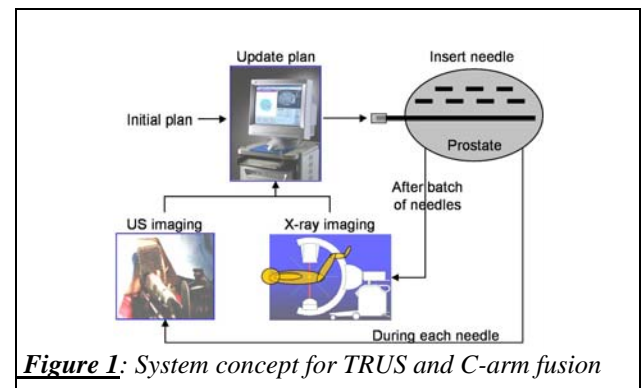 Update plan
Insert needle
Initial plan
Prostate
After batch
of needles
US imaging
X-ray imaging
During each needle
Figure 1: System concept for TRUS and C-arm fusion